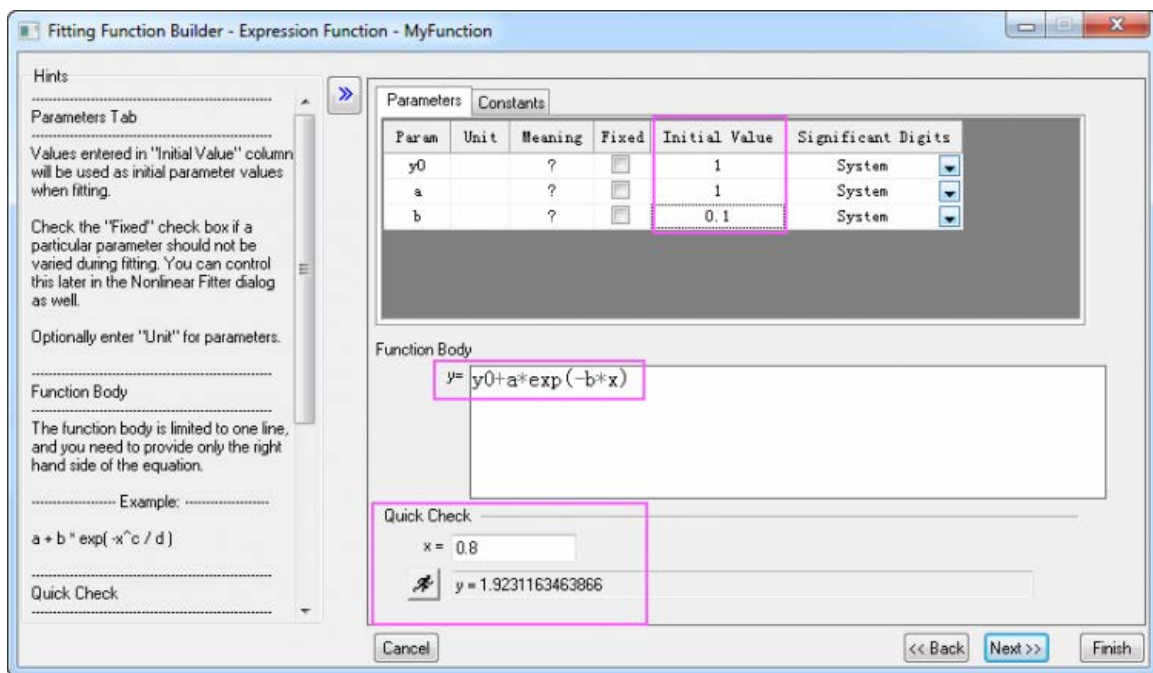 Fitting Function Builder - Expression Function - MyFunction
Hints
Parameters Tab
Values entered in "Initial Value" column
will be used as initial parameter values
when fitting.
Check the "Fixed" check box if a
particular parameter should not be
varied during fitting. You can control
this later in the Nonlinear Fitter dialog
as well.
Optionally enter "Unit" for parameters.
Function Body
The function body is limited to one line,
and you need to provide only the right
hand side of the equation.
-------------------- Example: --------------------
a + b * exp( -x^c / d )
Quick Check
Parameters Constants
Param Unit Meaning Fixed Initial Value Significant Digits
y0 ? 1 System
a ? 1 System
b ? 0.1 System
Function Body
y= y0+a*exp(-b*x)
Quick Check
x = 0.8
y = 1.9231163463866
Cancel << Back Next >> Finish